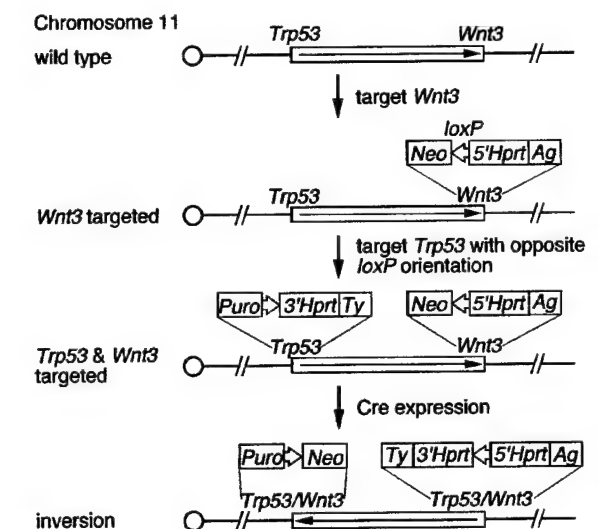 Chromosome 11
wild type
Trp53 Wnt3
target Wnt3
loxP
Neo 5'Hprt Ag
Wnt3 targeted
Trp53 Wnt3
target Trp53 with opposite
loxP orientation
Puro 3'Hprt Ty Neo 5'Hprt Ag
Trp53 & Wnt3
targeted
Trp53 Wnt3
Cre expression
Puro Neo Ty 3'Hprt 5'Hprt Ag
Trp53/Wnt3 Trp53/Wnt3
inversion